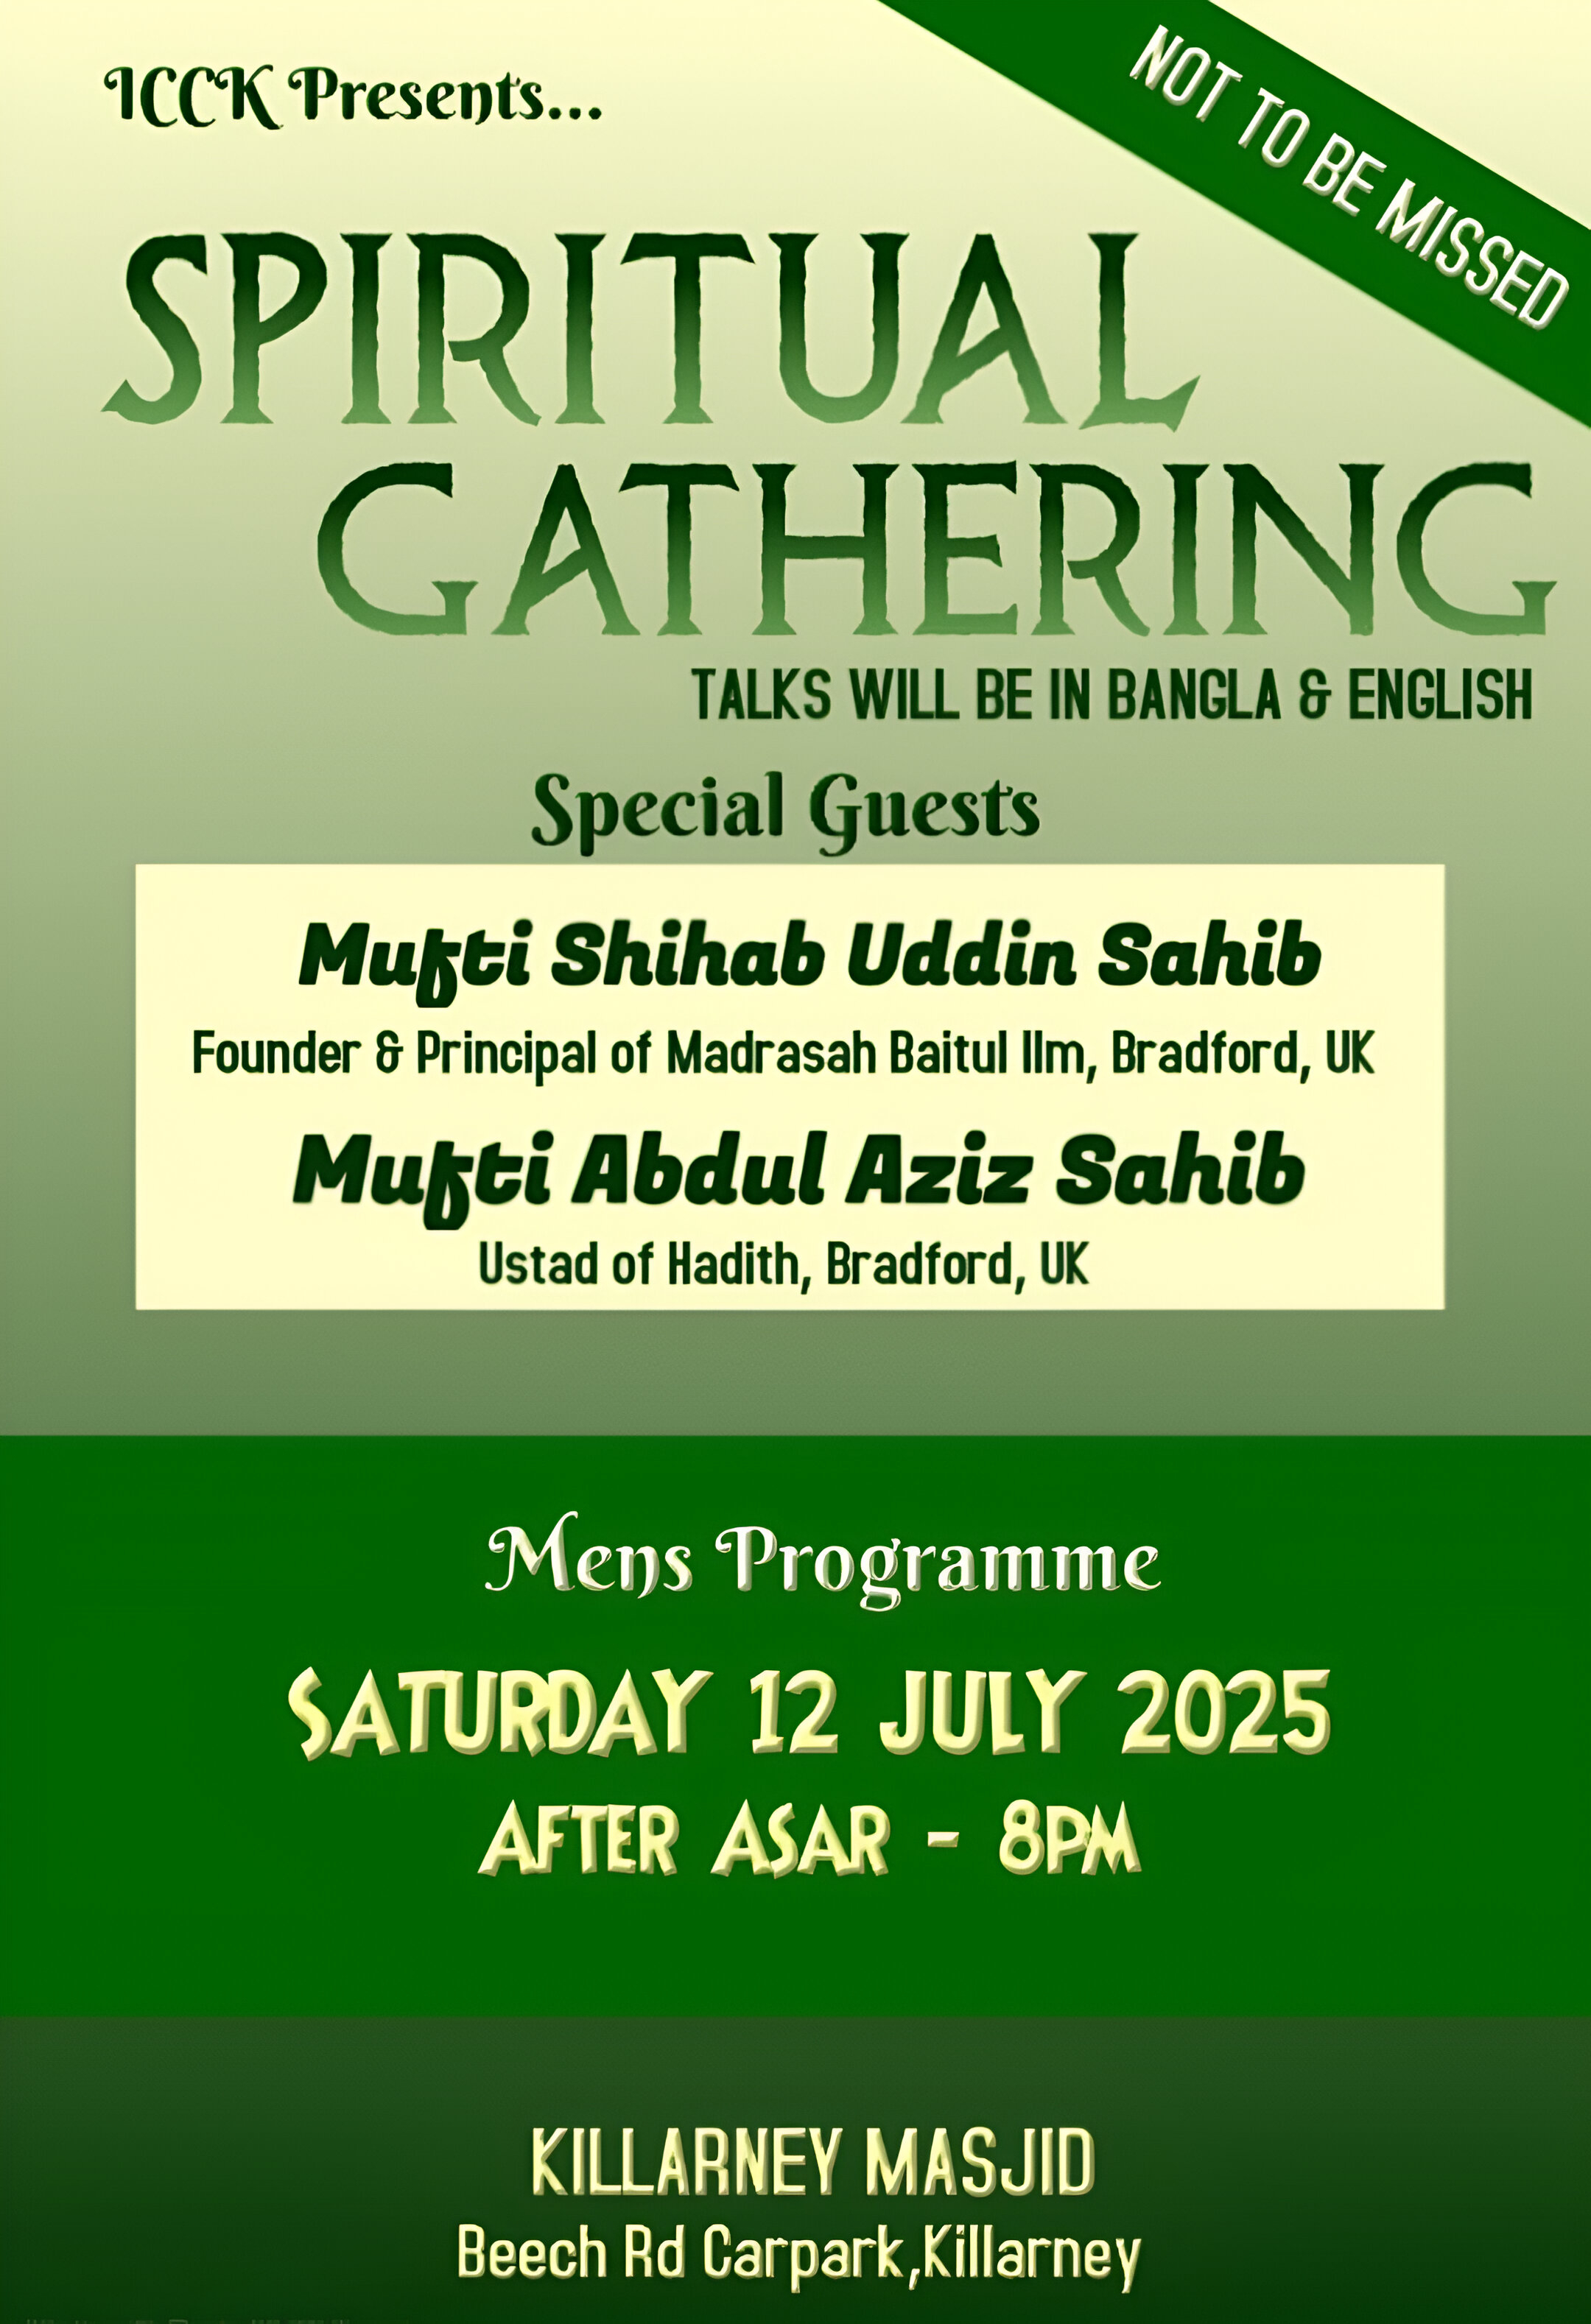 ICCK Presents...
NOT TO BE MISSED
SPIRITUAL
GATHERING
TALKS WILL BE IN BANGLA & ENGLISH
Special Guests
Mufti Shihab Uddin Sahib
Founder & Principal of Madrasah Baitul Ilm, Bradford, UK
Mufti Abdul Aziz Sahib
Ustad of Hadith, Bradford, UK
Mens Programme
SATURDAY 12 JULY 2025
AFTER ASAR - 8PM
KILLARNEY MASJID
Beech Rd Carpark,Killarney